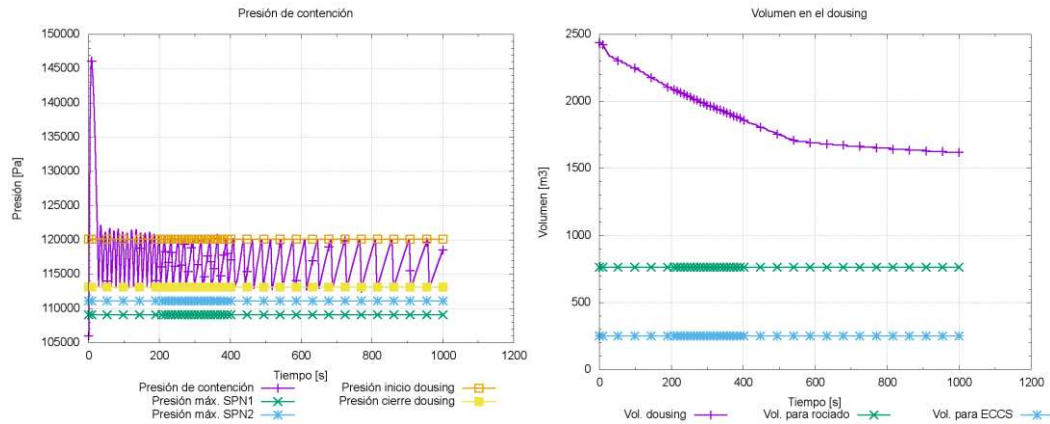 Presión de contención
150000
145000
140000
135000
130000
125000
120000
115000
110000
105000
Presión [Pa]
0
200
400
600
800
1000
1200
Tiempo [s]
Presión de contención
Presión máx. SPN1
Presión máx. SPN2
Presión inicio dousing
Presión cierre dousing
Volumen en el dousing
2500
2000
1500
1000
500
0
Volumen [m3]
0
200
400
600
800
1000
1200
Tiempo [s]
Vol. dousing
Vol. para rociado
Vol. para ECCS